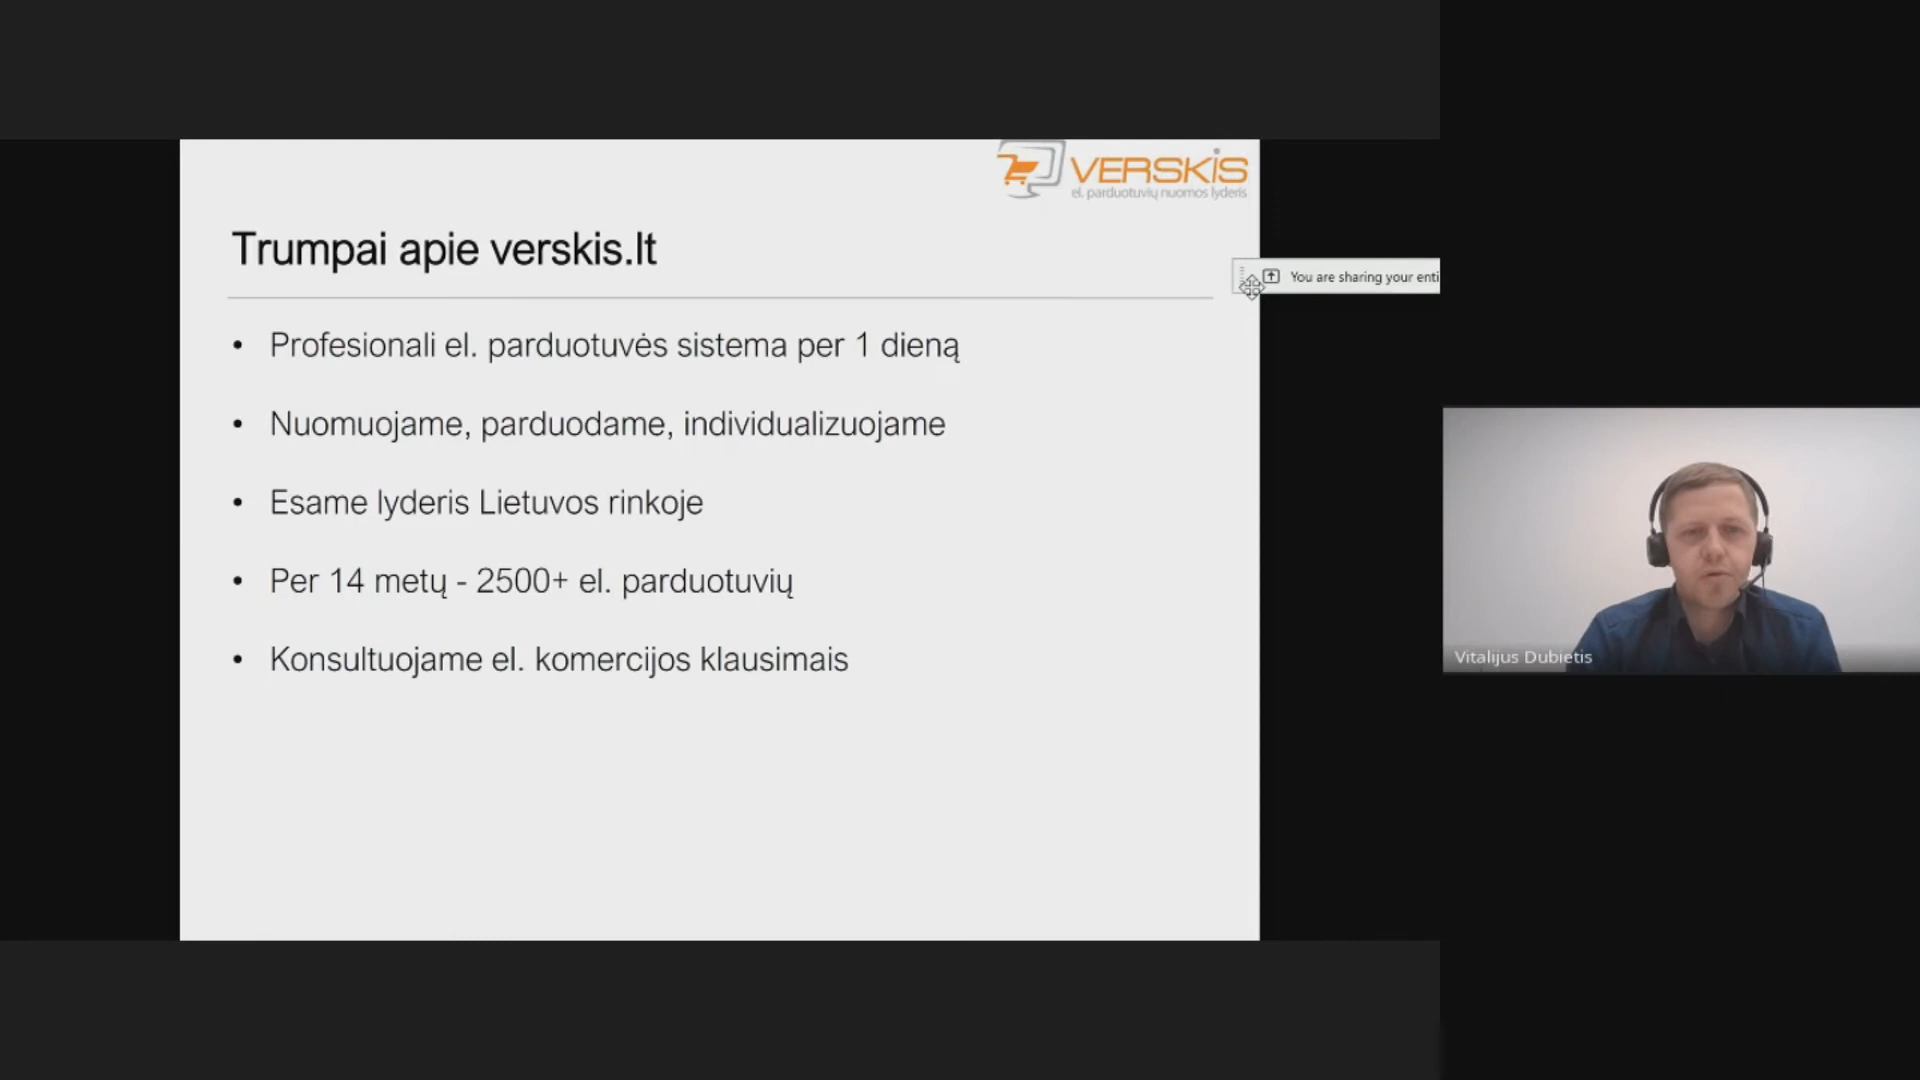 VERSKIS
el. parduotuvių nuomos lyderis
Trumpai apie verskis.lt
You are sharing your enti
• Profesionali el. parduotuvės sistema per 1 dieną
• Nuomuojame, parduodame, individualizuojame
• Esame lyderis Lietuvos rinkoje
• Per 14 metų - 2500+ el. parduotuvių
• Konsultuojame el. komercijos klausimais
Vitalijus Dubietis